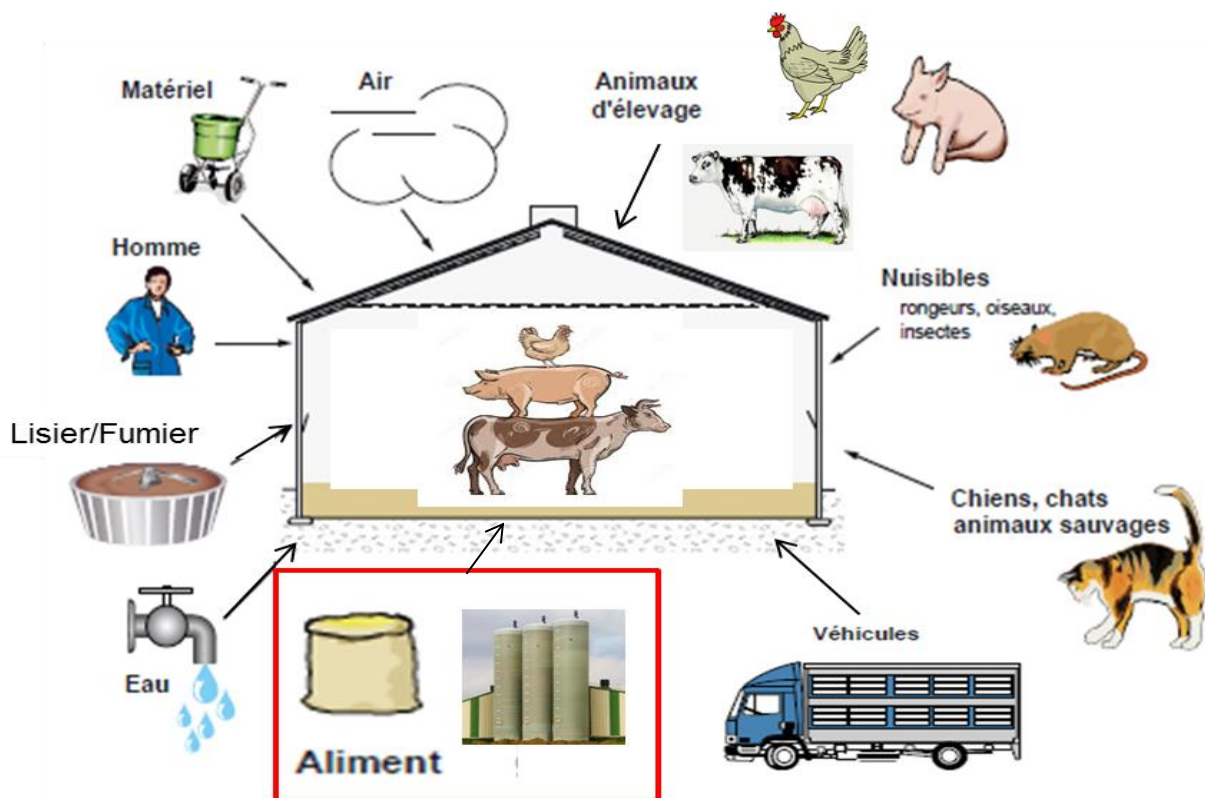 Matériel
Air
Animaux
d'élevage
Homme
Nuisibles
rongeurs, oiseaux,
insectes
Lisier/Fumier
Chiens, chats
animaux sauvages
Eau
Aliment
Véhicules